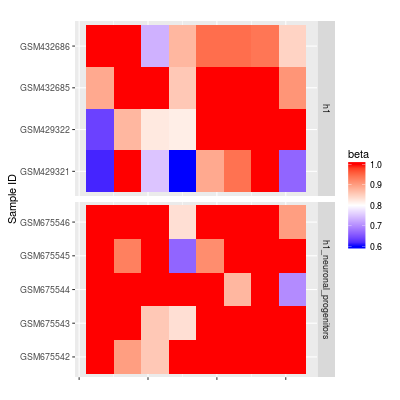 GSM432686
GSM432685
GSM429322
GSM429321
h1
Sample ID
GSM675546
GSM675545
GSM675544
GSM675543
GSM675542
h1_neuronal_progenitors
beta
1.0
0.9
0.8
0.7
0.6